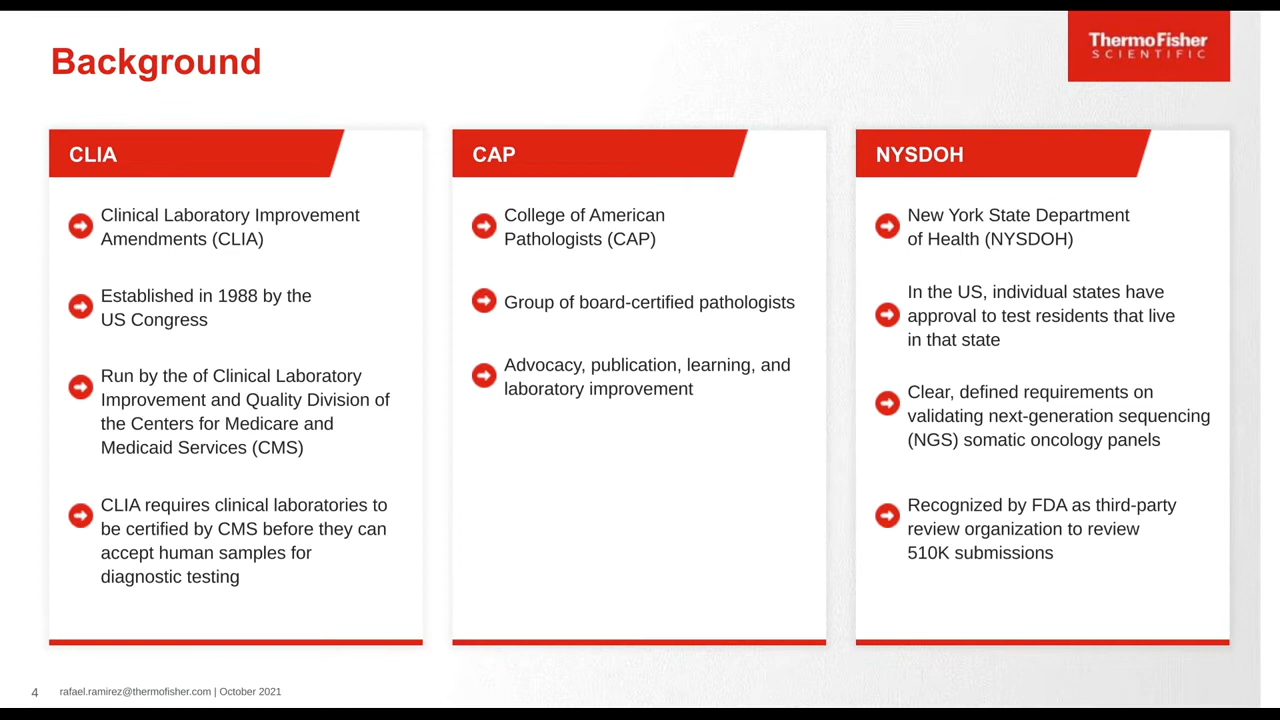 Background
ThermoFisher
SCIENTIFIC
CLIA
Clinical Laboratory Improvement
Amendments (CLIA)
Established in 1988 by the
US Congress
Run by the of Clinical Laboratory
Improvement and Quality Division of
the Centers for Medicare and
Medicaid Services (CMS)
CLIA requires clinical laboratories to
be certified by CMS before they can
accept human samples for
diagnostic testing
CAP
College of American
Pathologists (CAP)
Group of board-certified pathologists
Advocacy, publication, learning, and
laboratory improvement
NYSDOH
New York State Department
of Health (NYSDOH)
In the US, individual states have
approval to test residents that live
in that state
Clear, defined requirements on
validating next-generation sequencing
(NGS) somatic oncology panels
Recognized by FDA as third-party
review organization to review
510K submissions
4 rafael.ramirez@thermofisher.com | October 2021